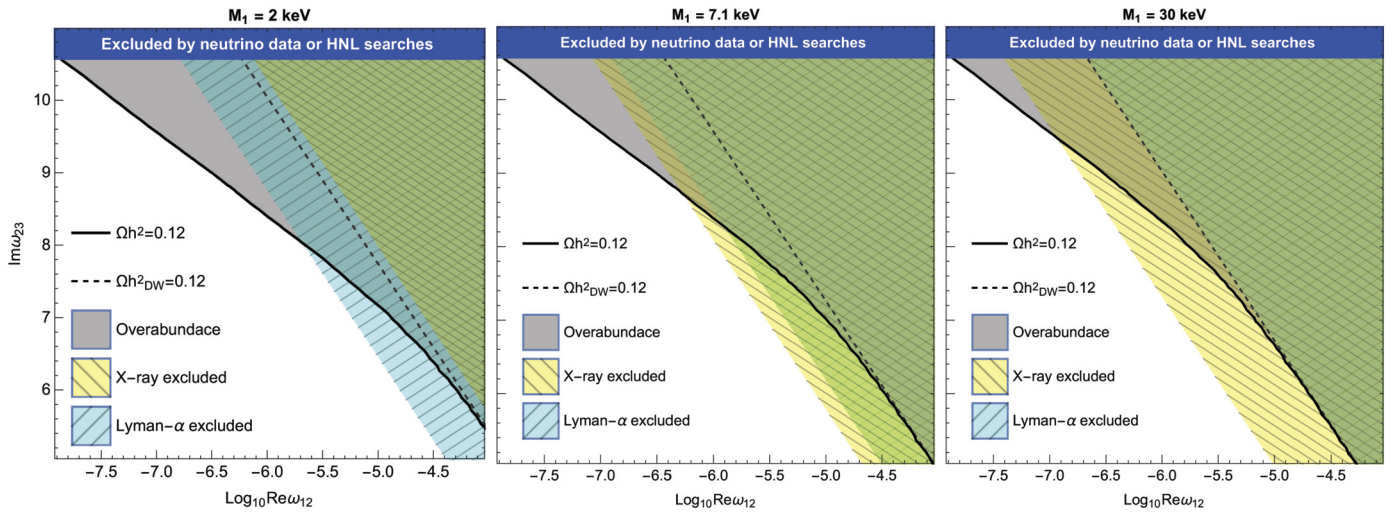 M₁ = 2 keV
Excluded by neutrino data or HNL searches
10
9
8
7
6
Imω₂₃
Ωh²=0.12
Ωh²DW=0.12
Overabundace
X-ray excluded
Lyman-α excluded
-7.5 -7.0 -6.5 -6.0 -5.5 -5.0 -4.5
Log₁₀Reω₁₂
M₁ = 7.1 keV
Excluded by neutrino data or HNL searches
Ωh²=0.12
Ωh²DW=0.12
Overabundace
X-ray excluded
Lyman-α excluded
-7.5 -7.0 -6.5 -6.0 -5.5 -5.0 -4.5
Log₁₀Reω₁₂
M₁ = 30 keV
Excluded by neutrino data or HNL searches
Ωh²=0.12
Ωh²DW=0.12
Overabundace
X-ray excluded
Lyman-α excluded
-7.5 -7.0 -6.5 -6.0 -5.5 -5.0 -4.5
Log₁₀Reω₁₂